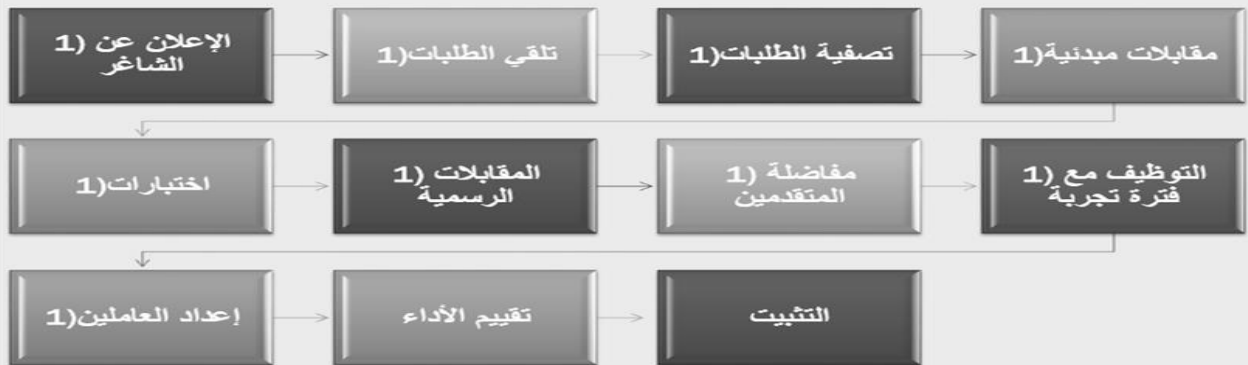 الإعلان عن (1
الشاغر
تلقي الطلبات(1
تصفية الطلبات(1
مقابلات مبدئية(1
اختبارات(1
المقابلات (1
الرسمية
مفاضلة (1
المتقدمين
التوظيف مع (1
فترة تجربة
إعداد العاملين(1
تقييم الأداء
التثبيت